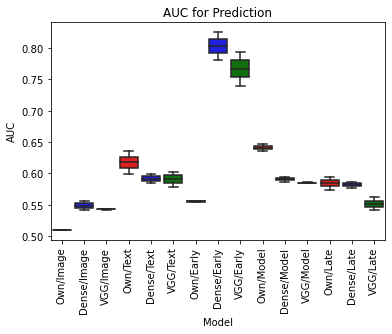 AUC for Prediction
AUC
0.80
0.75
0.70
0.65
0.60
0.55
0.50
Own/Image
Dense/Image
VGG/Image
Own/Text
Dense/Text
VGG/Text
Own/Early
Dense/Early
VGG/Early
Own/Model
Dense/Model
VGG/Model
Own/Late
Dense/Late
VGG/Late
Model